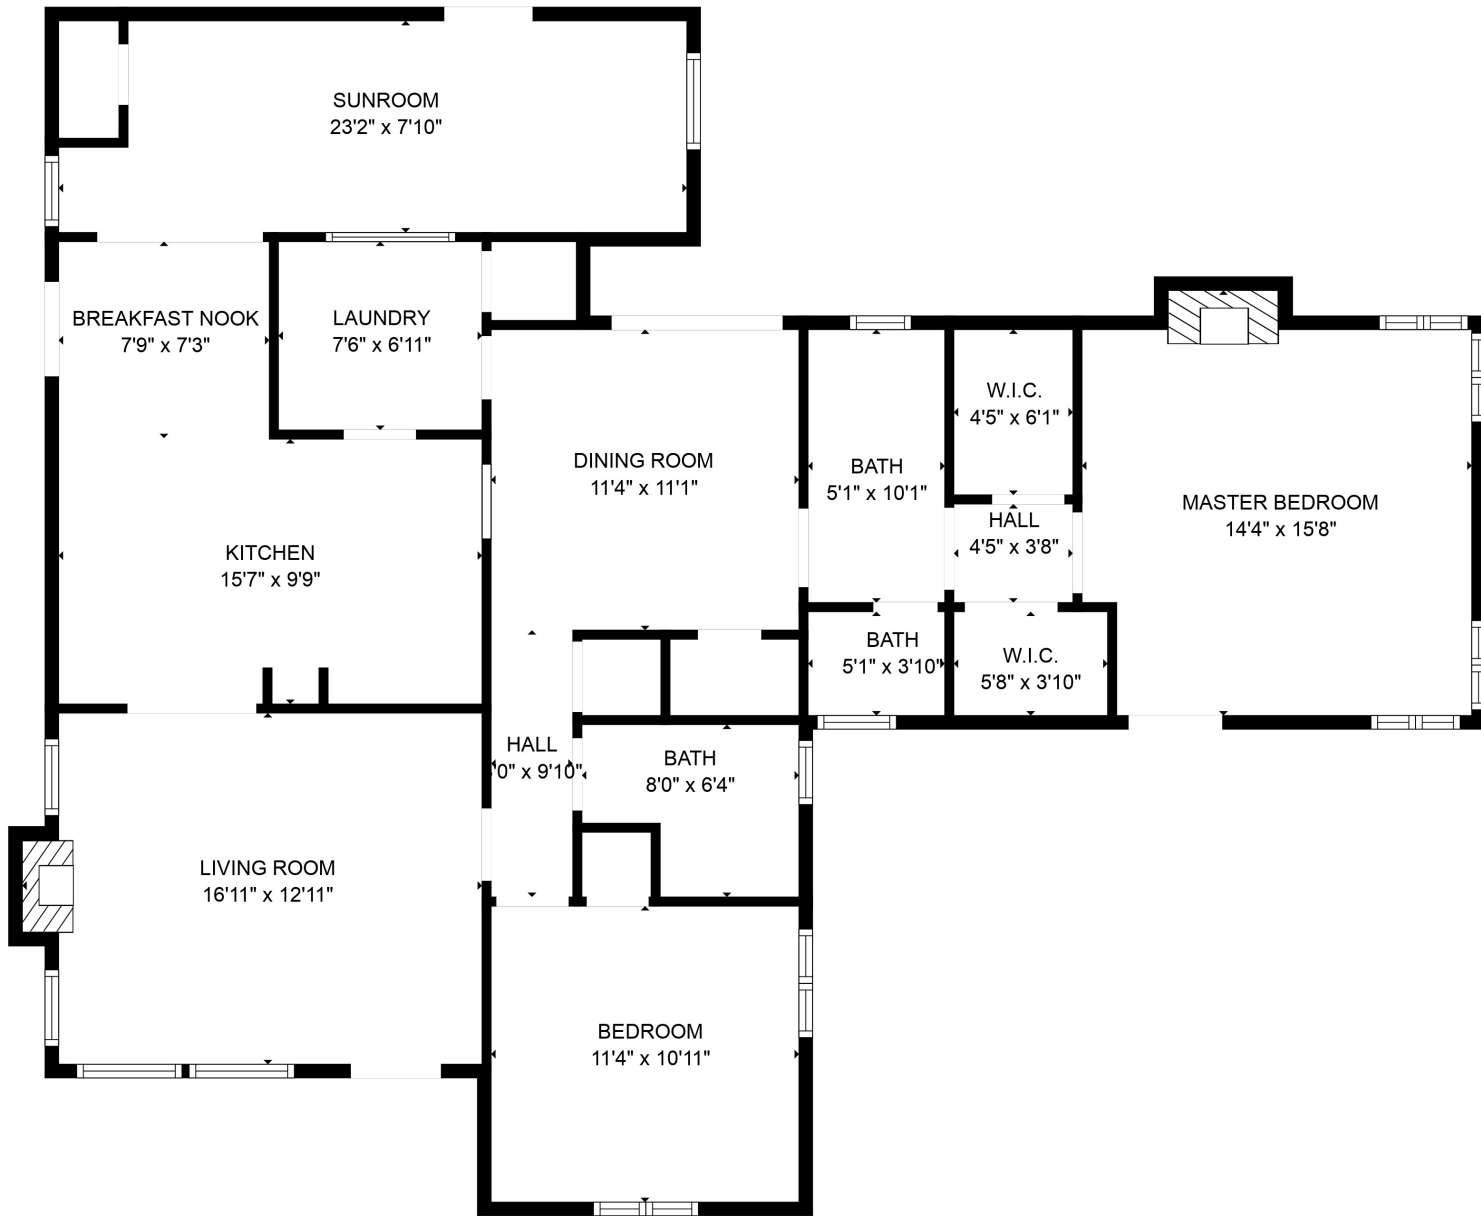 SUNROOM
23'2" x 7'10"
BREAKFAST NOOK
7'9" x 7'3"
LAUNDRY
7'6" x 6'11"
W.I.C.
4'5" x 6'1"
DINING ROOM
11'4" x 11'1"
BATH
5'1" x 10'1"
MASTER BEDROOM
14'4" x 15'8"
HALL
4'5" x 3'8"
KITCHEN
15'7" x 9'9"
BATH
5'1" x 3'10"
W.I.C.
5'8" x 3'10"
HALL
'0" x 9'10"
BATH
8'0" x 6'4"
LIVING ROOM
16'11" x 12'11"
BEDROOM
11'4" x 10'11"